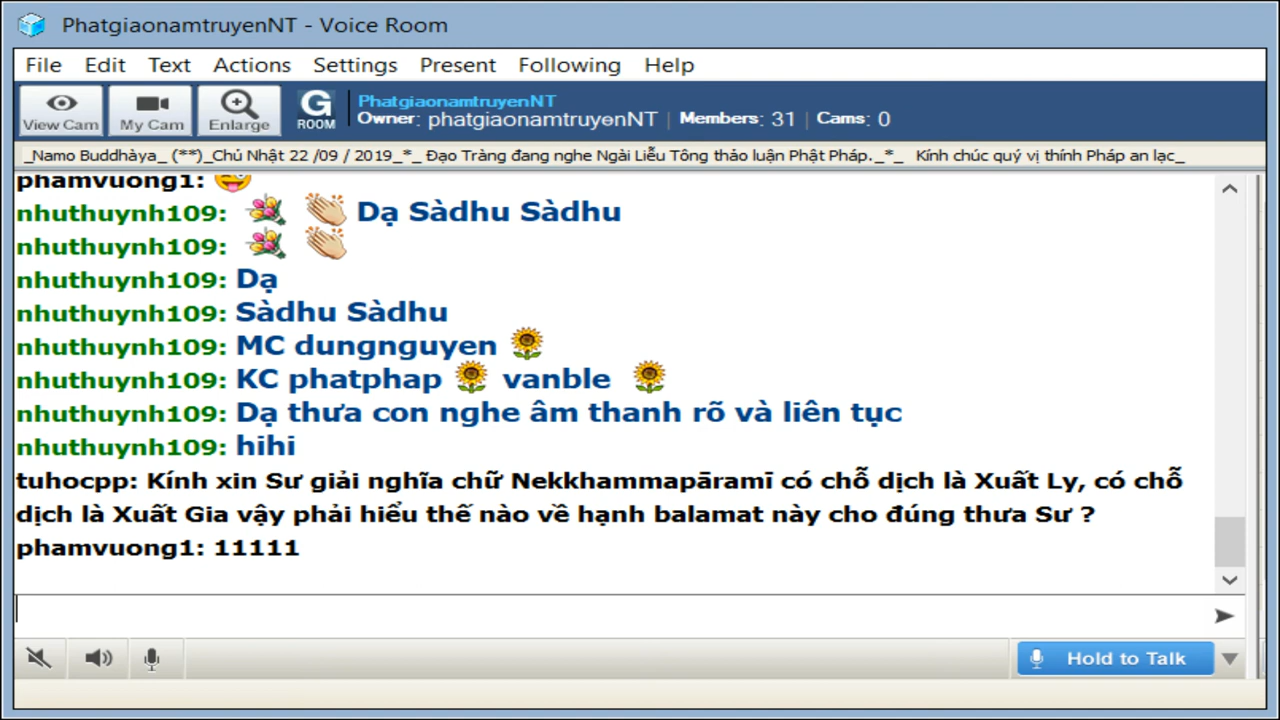 PhatgiaonamtruyenNT - Voice Room
File Edit Text Actions Settings Present Following Help
View Cam My Cam Enlarge G ROOM PhatgiaonamtruyenNT
Owner: phatgiaonamtruyenNT Members: 31 Cams: 0
_Namo Buddhàya_ (**)_Chủ Nhật 22 /09 / 2019_*_ Đạo Tràng đang nghe Ngài Liễu Tông thảo luận Phật Pháp._*_ Kính chúc quý vị thính Pháp an lạc_
phamvuong1:
nhuthuynh109: Dạ Sàdhu Sàdhu
nhuthuynh109:
nhuthuynh109: Dạ
nhuthuynh109: Sàdhu Sàdhu
nhuthuynh109: MC dungnguyen
nhuthuynh109: KC phatphap vanble
nhuthuynh109: Dạ thưa con nghe âm thanh rõ và liên tục
nhuthuynh109: hihi
tuhocpp: Kính xin Sư giải nghĩa chữ Nekkhammapāramī có chỗ dịch là Xuất Ly, có chỗ
dịch là Xuất Gia vậy phải hiểu thế nào về hạnh balamat này cho đúng thưa Sư ?
phamvuong1: 11111
Hold to Talk